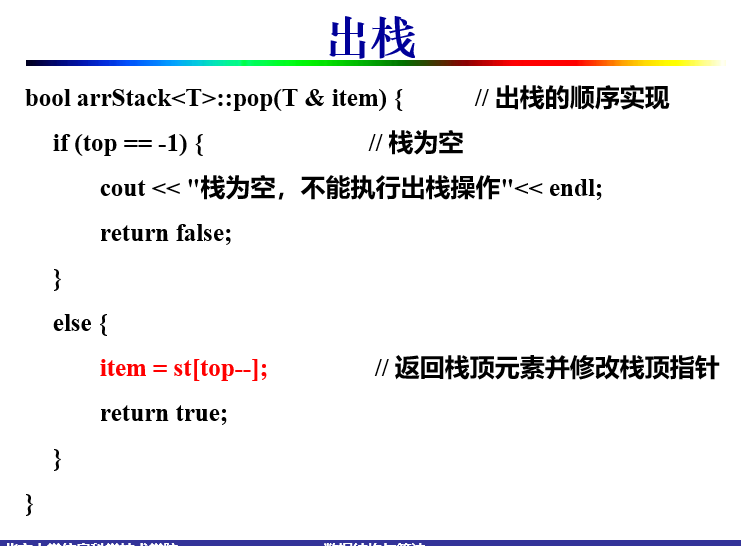 出栈
bool arrStack<T>::pop(T & item) { // 出栈的顺序实现
if (top == -1) { // 栈为空
cout << "栈为空，不能执行出栈操作"<< endl;
return false;
}
else {
item = st[top--]; // 返回栈顶元素并修改栈顶指针
return true;
}
}